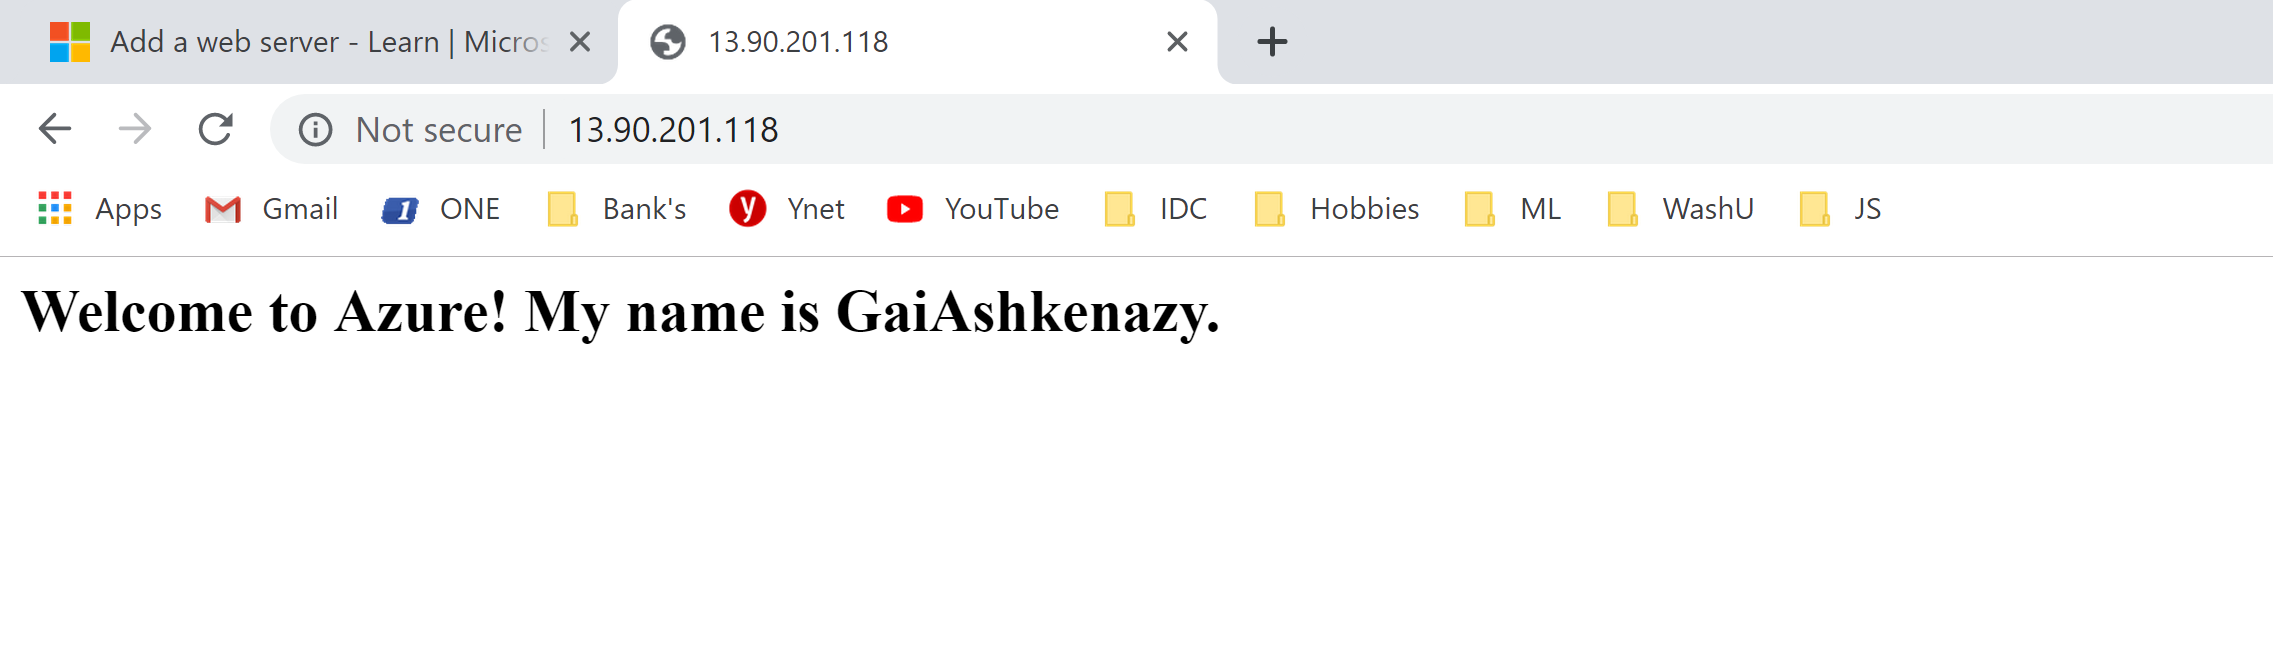 Add a web server - Learn | Micros
13.90.201.118
Not secure 13.90.201.118
Apps Gmail 1 ONE Bank's y Ynet YouTube IDC Hobbies ML WashU JS
Welcome to Azure! My name is GaiAshkenazy.